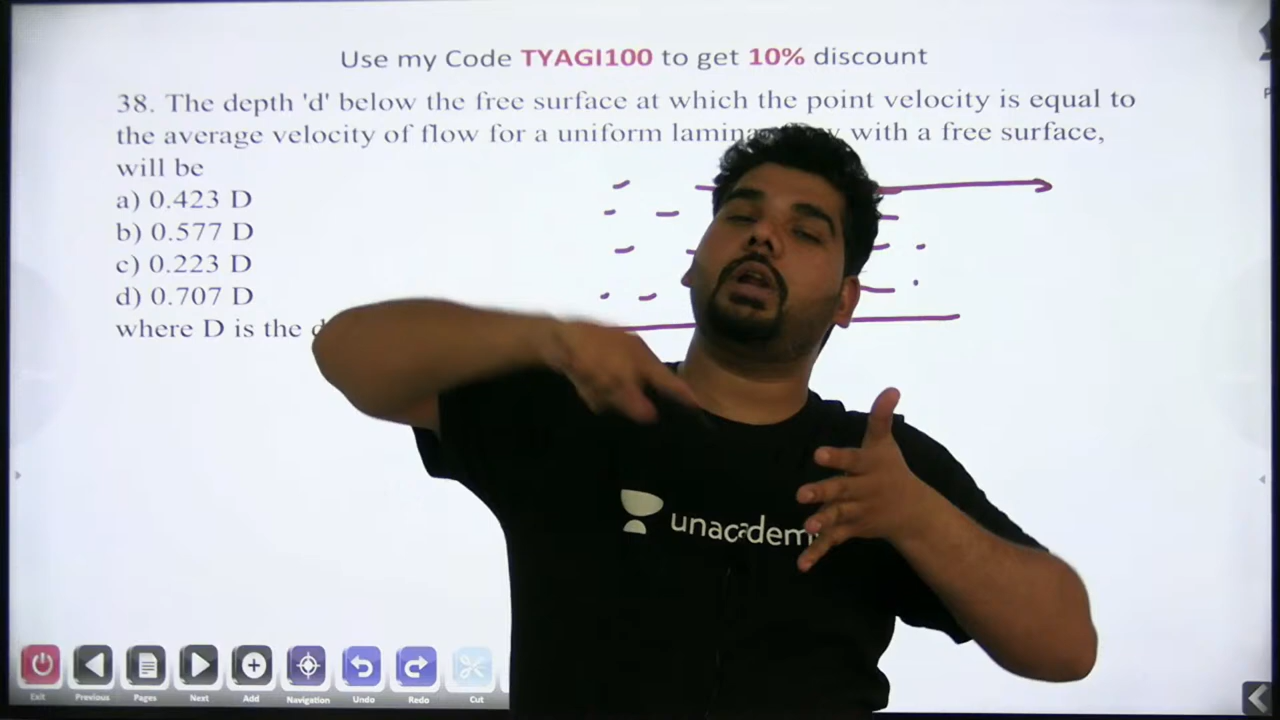 Use my Code TYAGI100 to get 10% discount
38. The depth 'd' below the free surface at which the point velocity is equal to
the average velocity of flow for a uniform with a free surface,
will be
a) 0.423 D
b) 0.577 D
c) 0.223 D
d) 0.707 D
where D is the
unacadem
Exit
Previous
Pages
Next
Add
Navigation
Undo
Redo
Cut